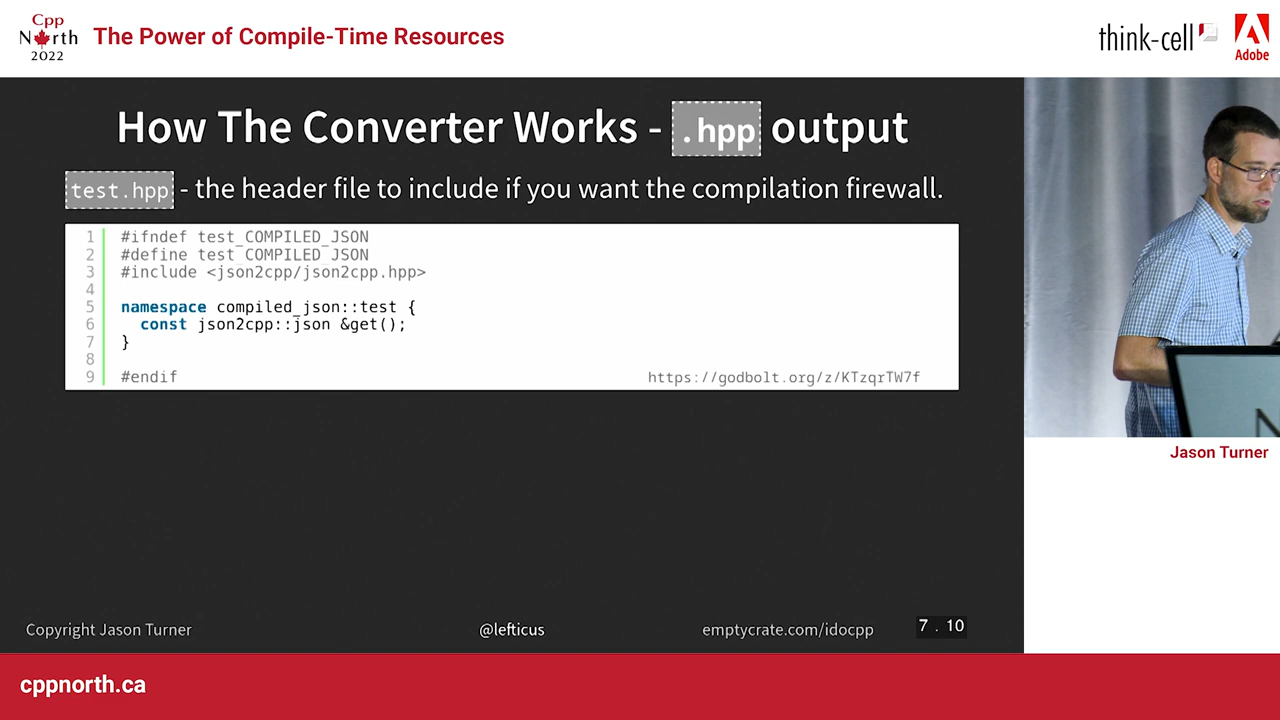 Cpp
North
2022
The Power of Compile-Time Resources
think-cell
Adobe
How The Converter Works - .hpp output
test.hpp - the header file to include if you want the compilation firewall.
1 #ifndef test_COMPILED_JSON
2 #define test_COMPILED_JSON
3 #include <json2cpp/json2cpp.hpp>
4
5 namespace compiled_json::test {
6 const json2cpp::json &get();
7 }
8
9 #endif
https://godbolt.org/z/KTzqrTW7f
Jason Turner
Copyright Jason Turner
@lefticus
emptycrate.com/idocpp
7 . 10
cppnorth.ca